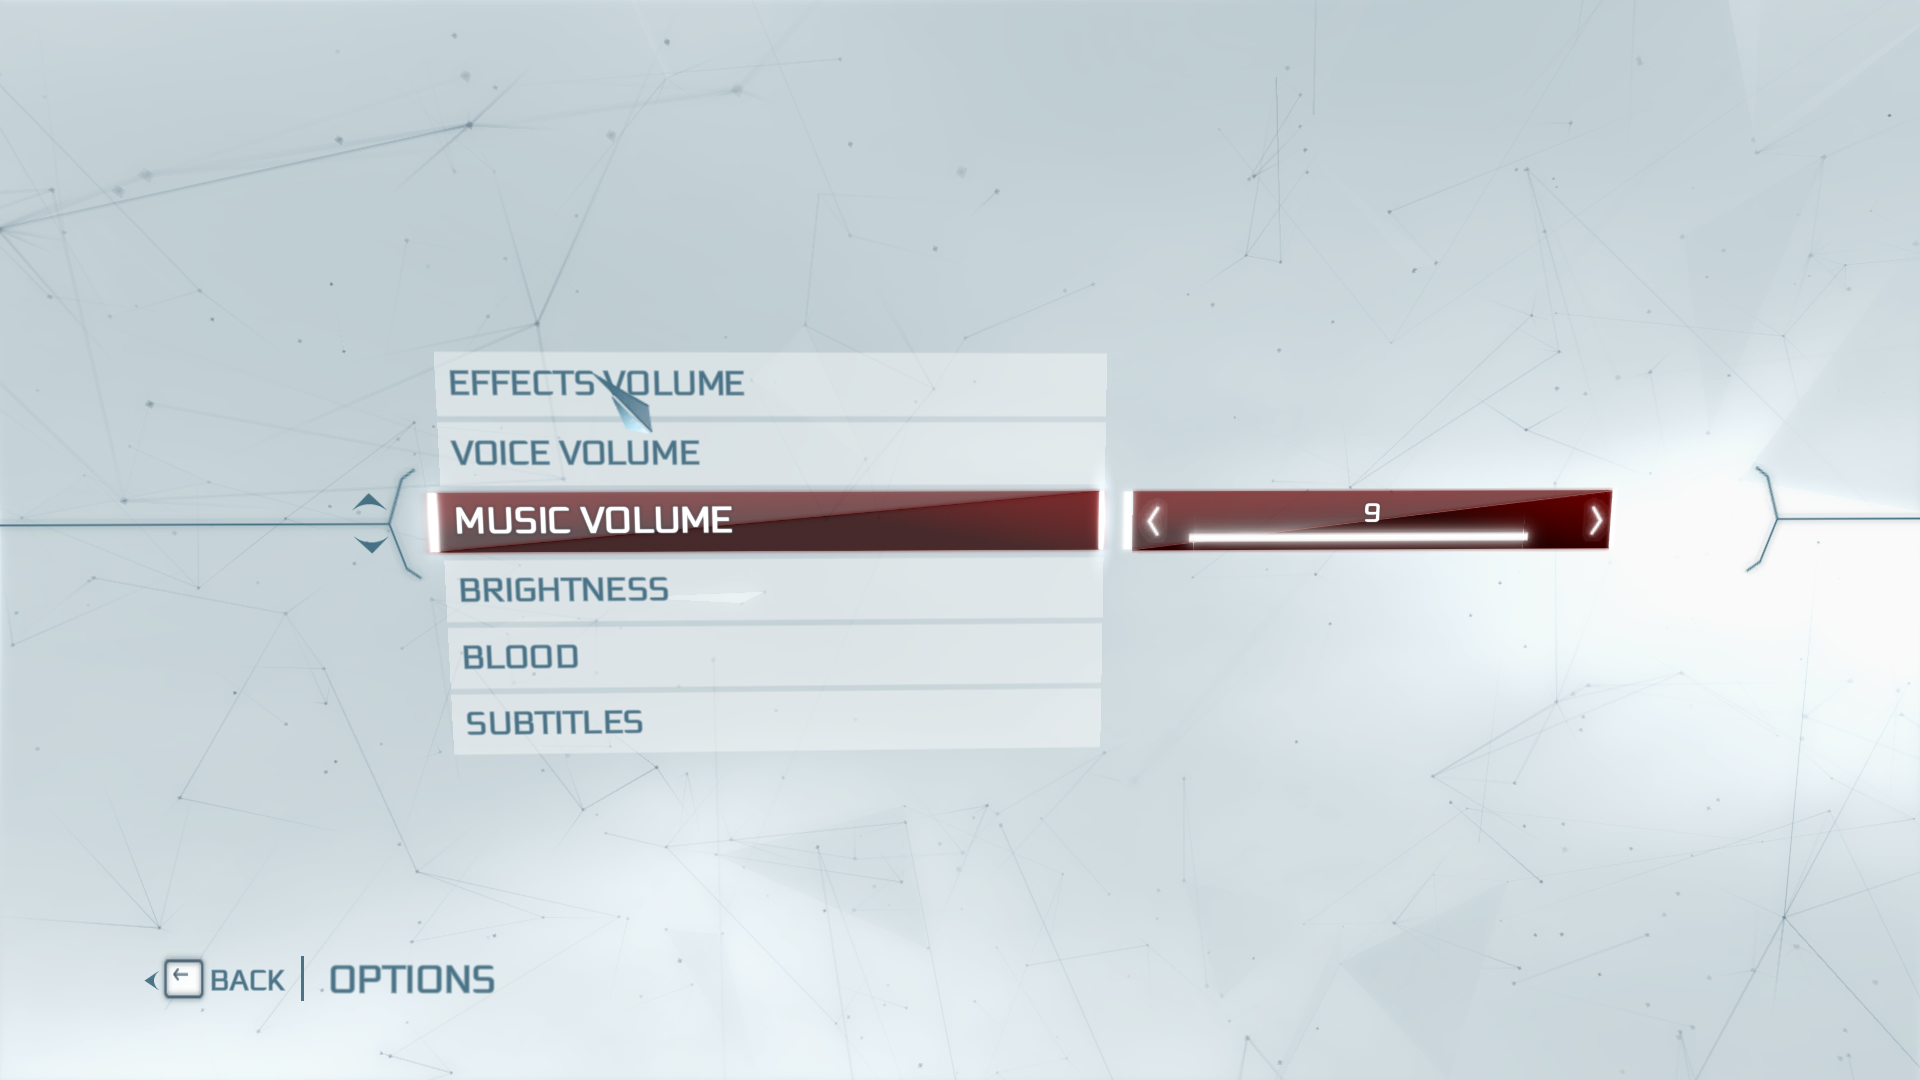 EFFECTS VOLUME
VOICE VOLUME
MUSIC VOLUME
9
BRIGHTNESS
BLOOD
SUBTITLES
BACK
OPTIONS